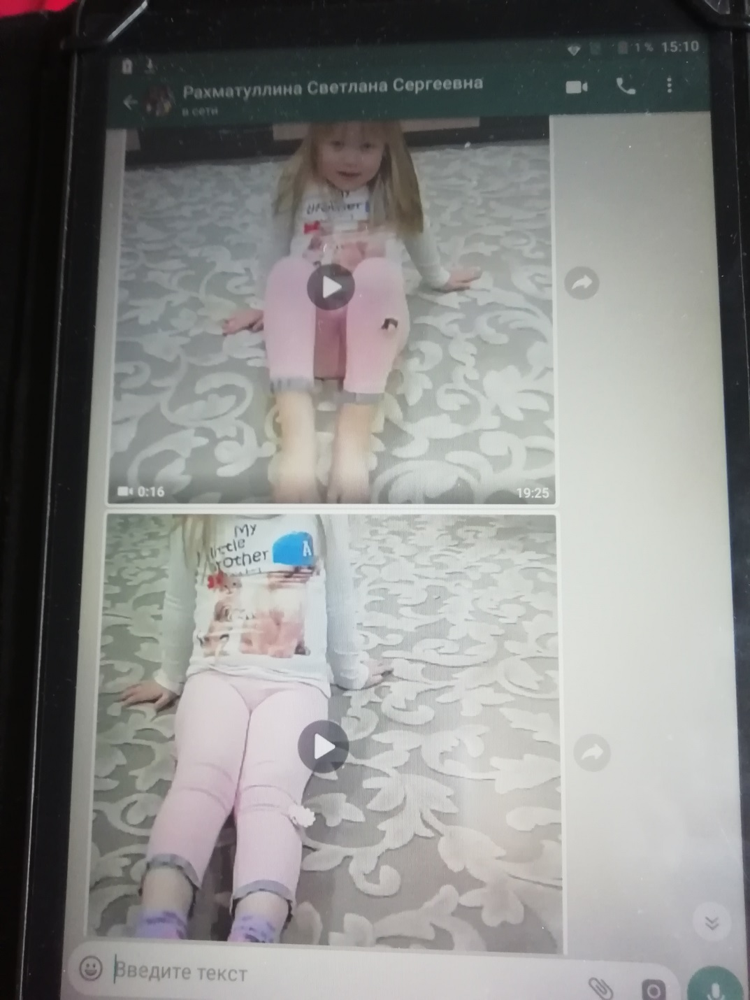 1% 15:10
Рахматуллина Светлана Сергеевна
в сети
0:16
19:25
My
little
brother
A
Введите текст